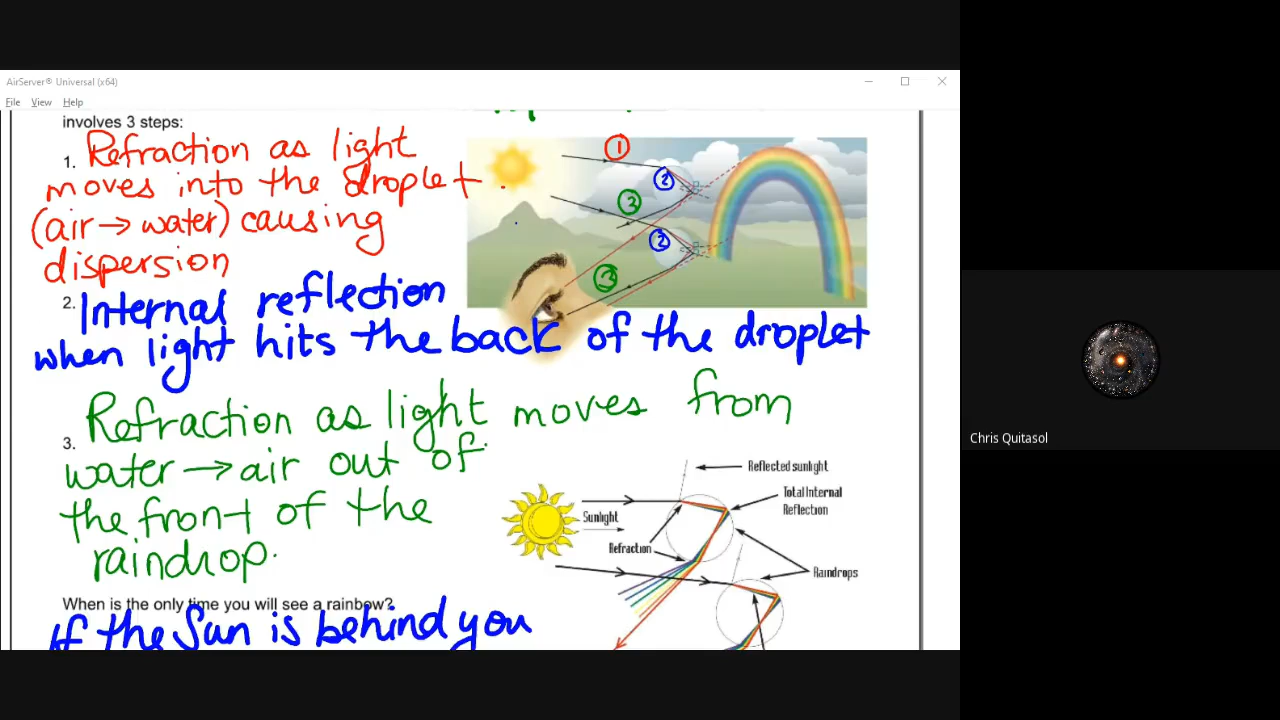 AirServer® Universal (x64)
File View Help
involves 3 steps:
1. Refraction as light
moves into the droplet
(air → water) causing
dispersion
1
2
3
2
3
2. Internal reflection
when light hits the back of the droplet
3. Refraction as light moves from
water → air out of
the front of the
raindrop.
Reflected sunlight
Total Internal
Reflection
Sunlight
Refraction
Raindrops
When is the only time you will see a rainbow?
If the Sun is behind you
Chris Quitasol